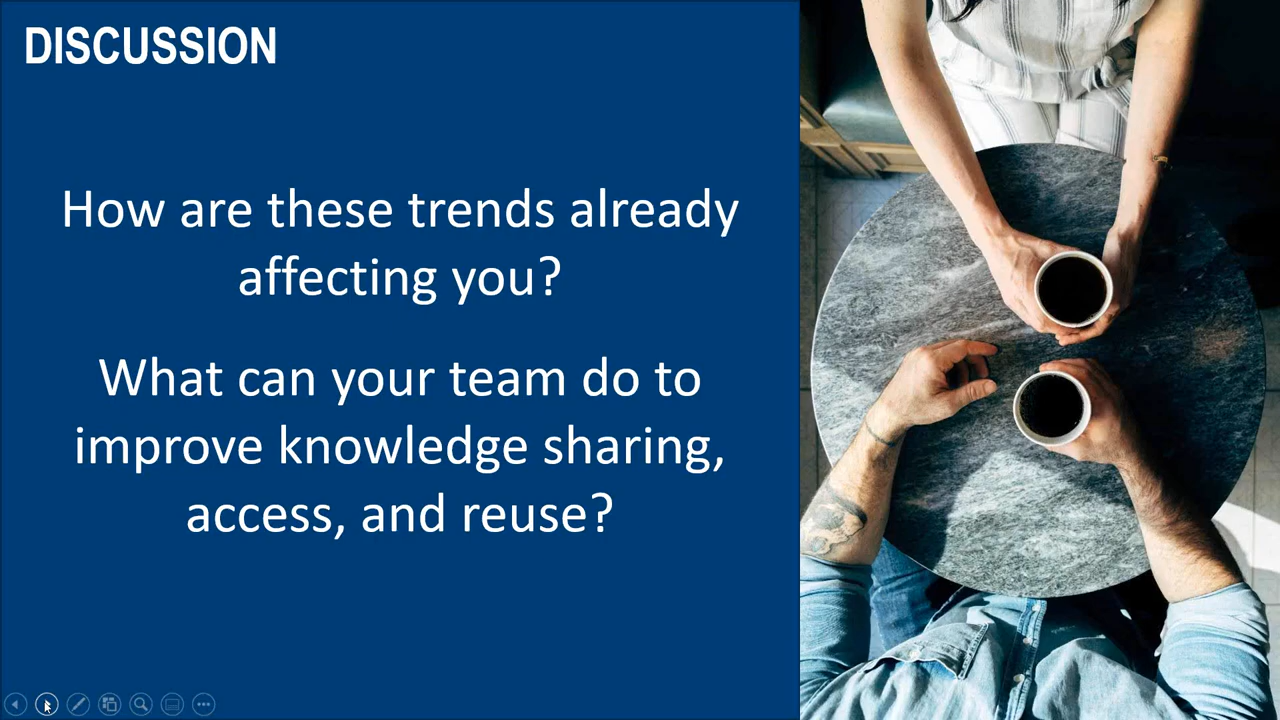 DISCUSSION
How are these trends already
affecting you?
What can your team do to
improve knowledge sharing,
access, and reuse?